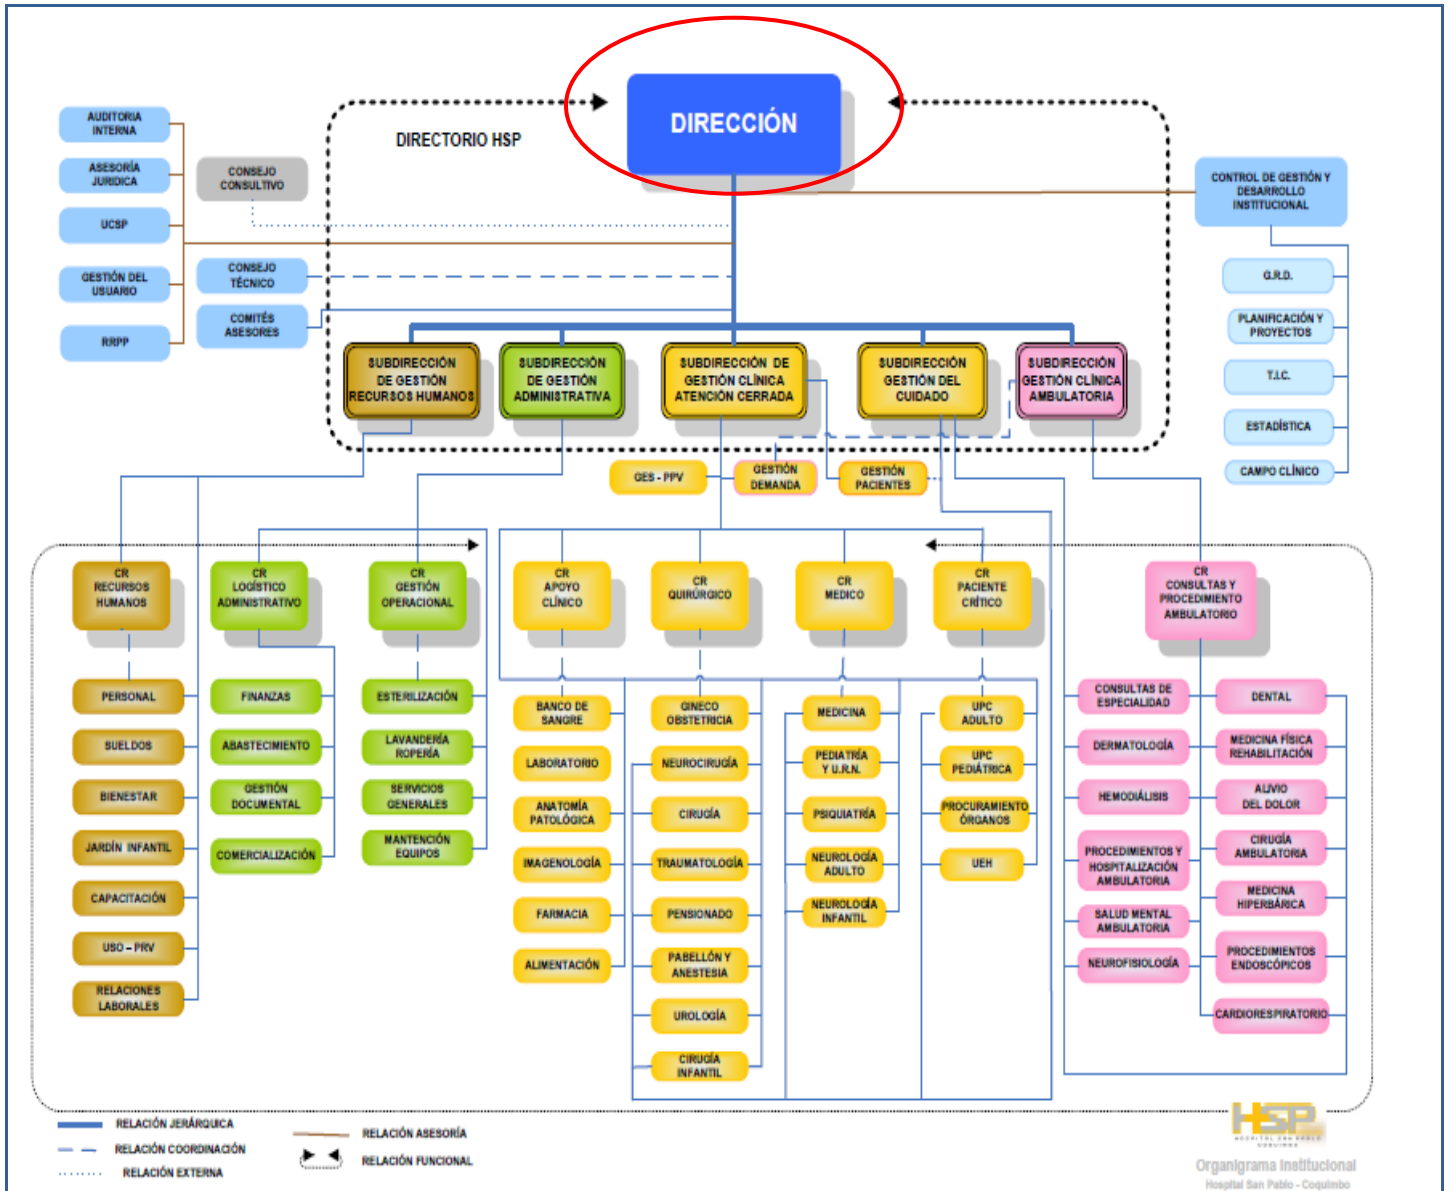 DIRECCIÓN
DIRECTORIO HSP
AUDITORIA
INTERNA
ASESORÍA
JURIDICA
UCSP
GESTIÓN DEL
USUARIO
RRPP
CONSEJO
CONSULTIVO
CONSEJO
TÉCNICO
COMITÉS
ASESORES
CONTROL DE GESTIÓN Y
DESARROLLO
INSTITUCIONAL
G.R.D.
PLANIFICACIÓN Y
PROYECTOS
T.I.C.
ESTADÍSTICA
CAMPO CLÍNICO
SUBDIRECCIÓN
DE GESTIÓN
RECURSOS HUMANOS
SUBDIRECCIÓN
DE GESTIÓN
ADMINISTRATIVA
SUBDIRECCIÓN DE
GESTIÓN CLÍNICA
ATENCIÓN CERRADA
SUBDIRECCIÓN
GESTIÓN DEL
CUIDADO
SUBDIRECCIÓN
GESTIÓN CLÍNICA
AMBULATORIA
GES - PPV
GESTIÓN
DEMANDA
GESTIÓN
PACIENTES
CR
RECURSOS
HUMANOS
CR
LOGÍSTICO
ADMINISTRATIVO
CR
GESTIÓN
OPERACIONAL
CR
APOYO
CLÍNICO
CR
QUIRÚRGICO
CR
MEDICO
CR
PACIENTE
CRÍTICO
CR
CONSULTAS Y
PROCEDIMIENTO
AMBULATORIO
PERSONAL
SUELDOS
BIENESTAR
JARDÍN INFANTIL
CAPACITACIÓN
USO – PRV
RELACIONES
LABORALES
FINANZAS
ABASTECIMIENTO
GESTIÓN
DOCUMENTAL
COMERCIALIZACIÓN
ESTERILIZACIÓN
LAVANDERÍA
ROPERÍA
SERVICIOS
GENERALES
MANTENCIÓN
EQUIPOS
BANCO DE
SANGRE
LABORATORIO
ANATOMÍA
PATOLÓGICA
IMAGENOLOGÍA
FARMACIA
ALIMENTACIÓN
GINECO
OBSTETRICIA
NEUROCIRUGÍA
CIRUGÍA
TRAUMATOLOGÍA
PENSIONADO
PABELLÓN Y
ANESTESIA
UROLOGÍA
CIRUGÍA
INFANTIL
MEDICINA
PEDIATRÍA
Y U.R.N.
PSIQUIATRÍA
NEUROLOGÍA
ADULTO
NEUROLOGÍA
INFANTIL
UPC
ADULTO
UPC
PEDIÁTRICA
PROCURAMIENTO
ÓRGANOS
UEH
CONSULTAS DE
ESPECIALIDAD
DERMATOLOGÍA
HEMODIÁLISIS
PROCEDIMIENTOS Y
HOSPITALIZACIÓN
AMBULATORIA
SALUD MENTAL
AMBULATORIA
NEUROFISIOLOGÍA
DENTAL
MEDICINA FÍSICA
REHABILITACIÓN
ALIVIO
DEL DOLOR
CIRUGÍA
AMBULATORIA
MEDICINA
HIPERBÁRICA
PROCEDIMIENTOS
ENDOSCÓPICOS
CARDIORESPIRATORIO
RELACIÓN JERÁRQUICA
RELACIÓN COORDINACIÓN
RELACIÓN EXTERNA
RELACIÓN ASESORÍA
RELACIÓN FUNCIONAL
HSP
HOSPITAL SAN PABLO
COQUIMBO
Organigrama Institucional
Hospital San Pablo - Coquimbo